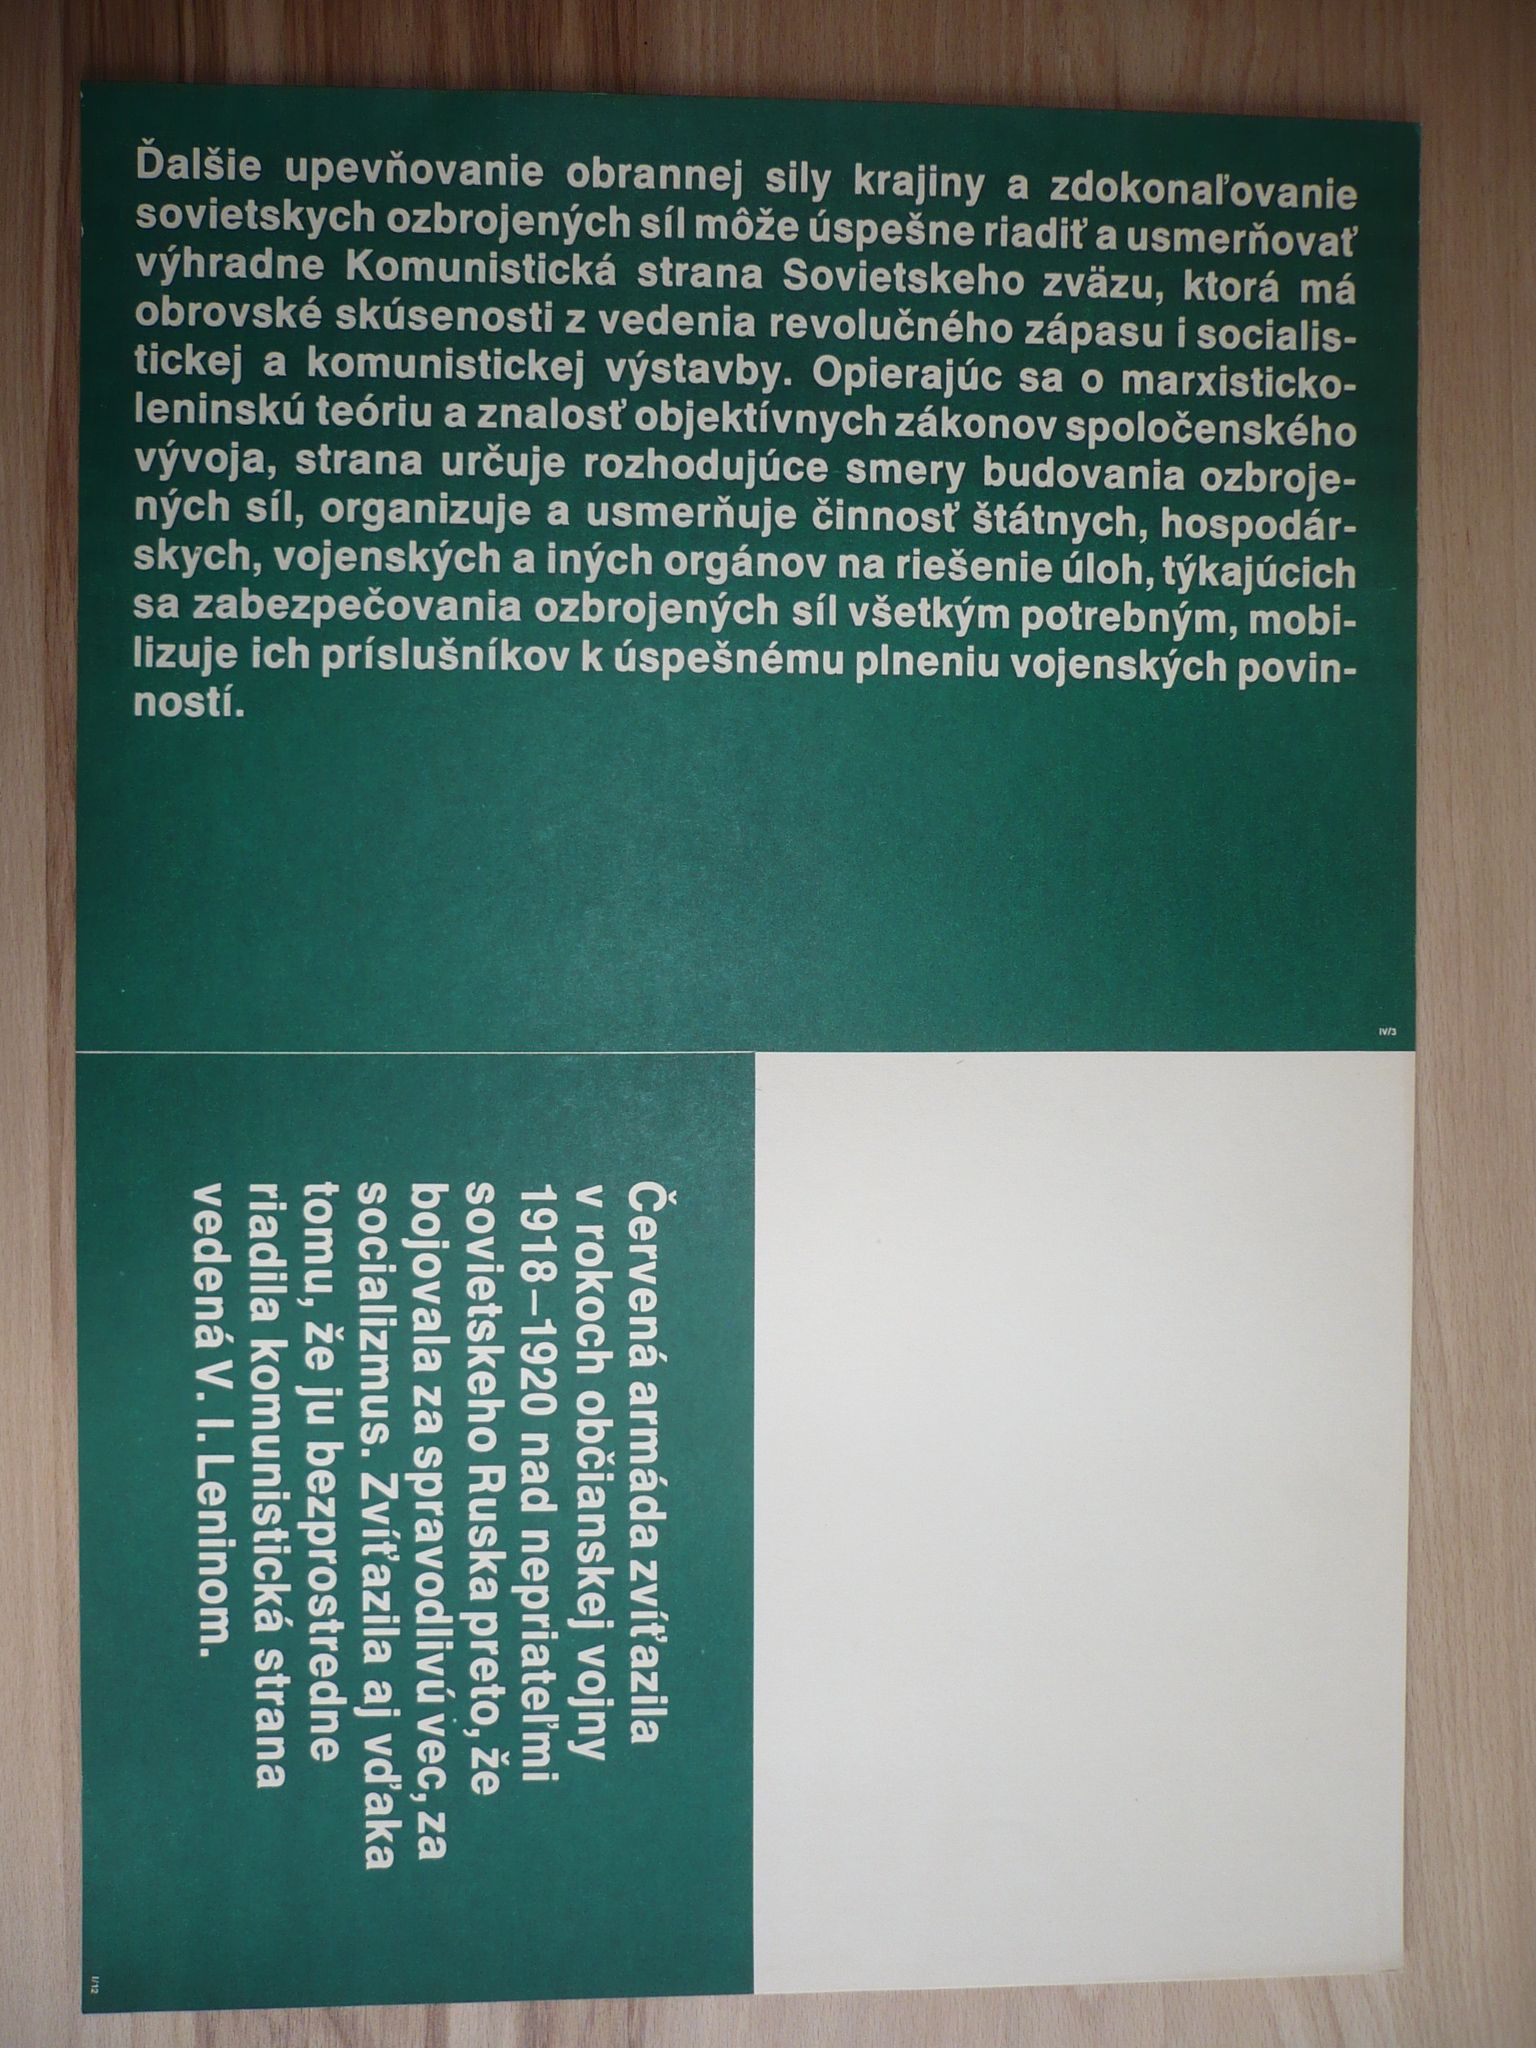 Ďalšie upevňovanie obrannej sily krajiny a zdokonaľovanie
sovietskych ozbrojených síl môže úspešne riadiť a usmerňovať
výhradne Komunistická strana Sovietskeho zväzu, ktorá má
obrovské skúsenosti z vedenia revolučného zápasu i socialis-
tickej a komunistickej výstavby. Opierajúc sa o marxisticko-
leninskú teóriu a znalosť objektívnych zákonov spoločenského
vývoja, strana určuje rozhodujúce smery budovania ozbroje-
ných síl, organizuje a usmerňuje činnosť štátnych, hospodár-
skych, vojenských a iných orgánov na riešenie úloh, týkajúcich
sa zabezpečovania ozbrojených síl všetkým potrebným, mobi-
lizuje ich príslušníkov k úspešnému plneniu vojenských povin-
ností.
IV/3
Červená armáda zvíťazila
v rokoch občianskej vojny
1918–1920 nad nepriateľmi
sovietskeho Ruska preto, že
bojovala za spravodlivú vec, za
socializmus. Zvíťazila aj vďaka
tomu, že ju bezprostredne
riadila komunistická strana
vedená V. I. Leninom.
I/12